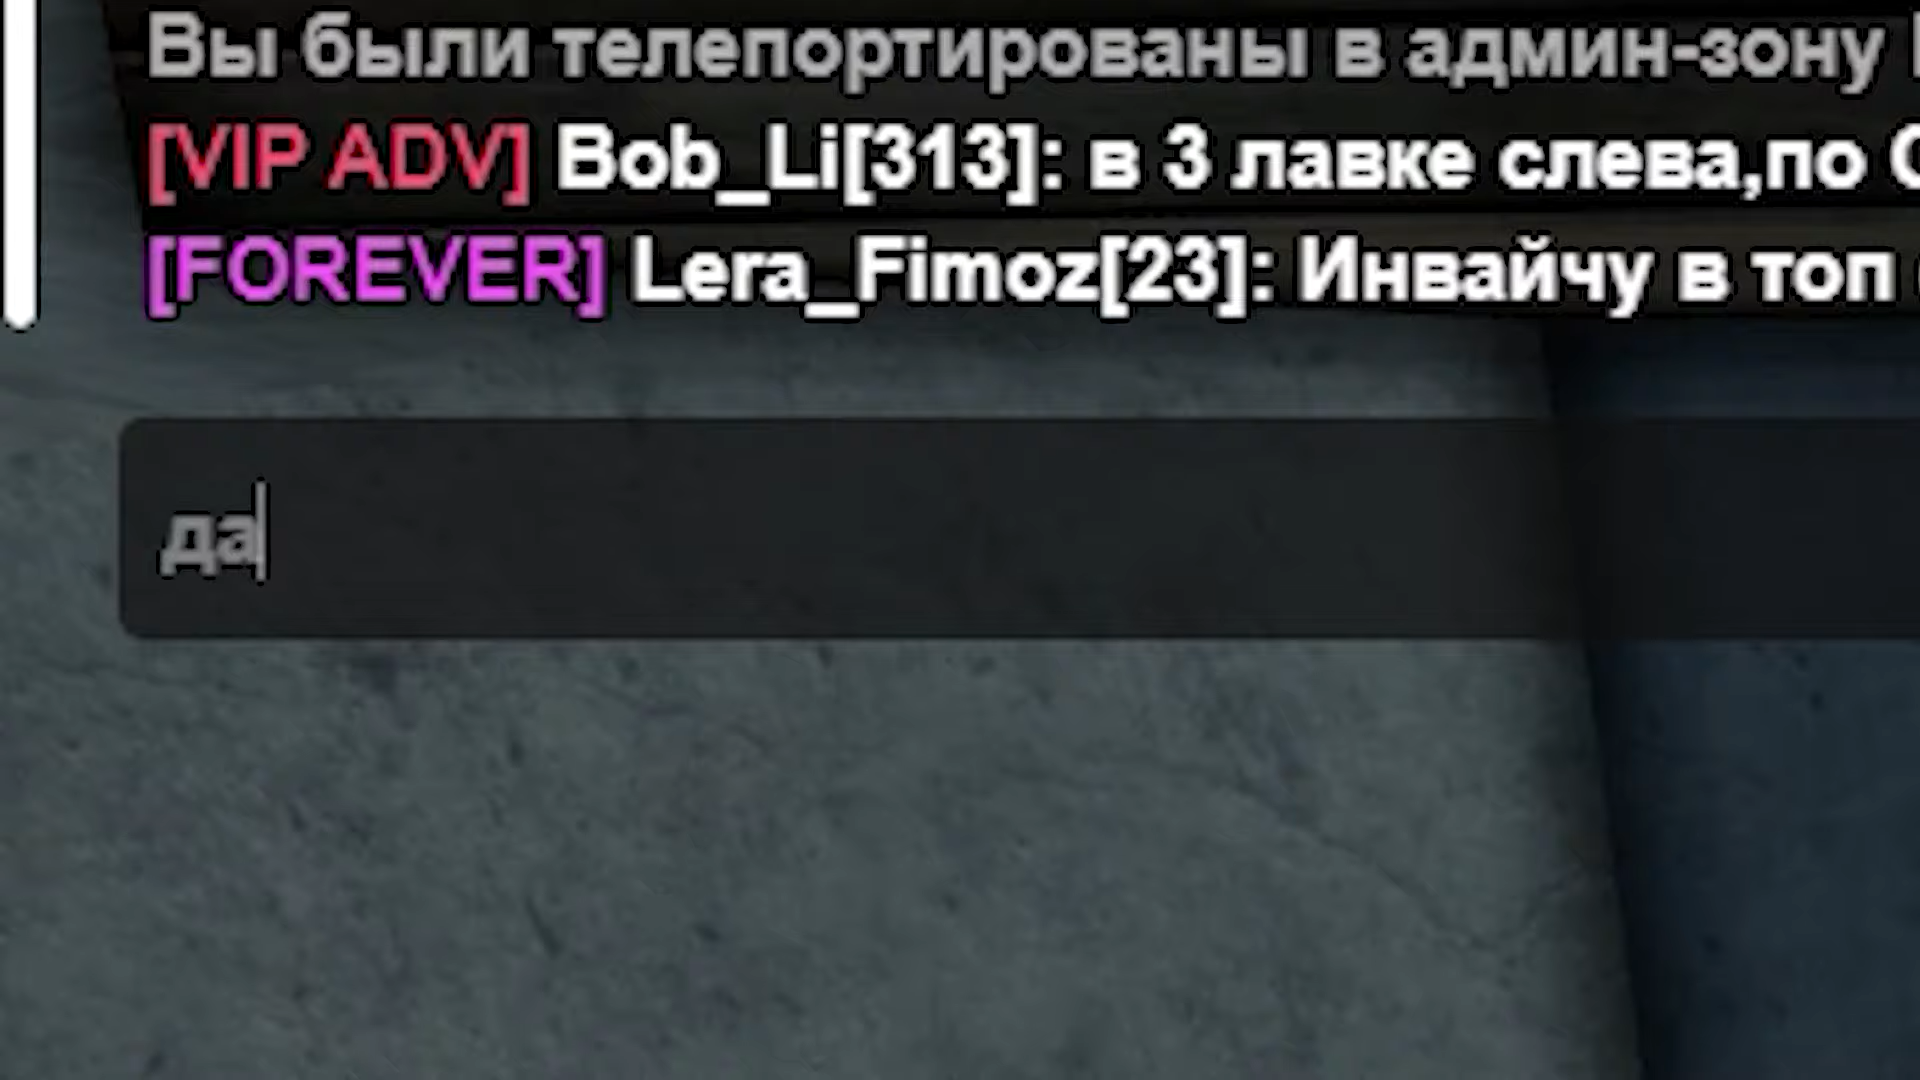 Вы были телепортированы в админ-зону
[VIP ADV] Bob_Li[313]: в 3 лавке слева,по
[FOREVER] Lera_Fimoz[23]: Инвайчу в топ
да